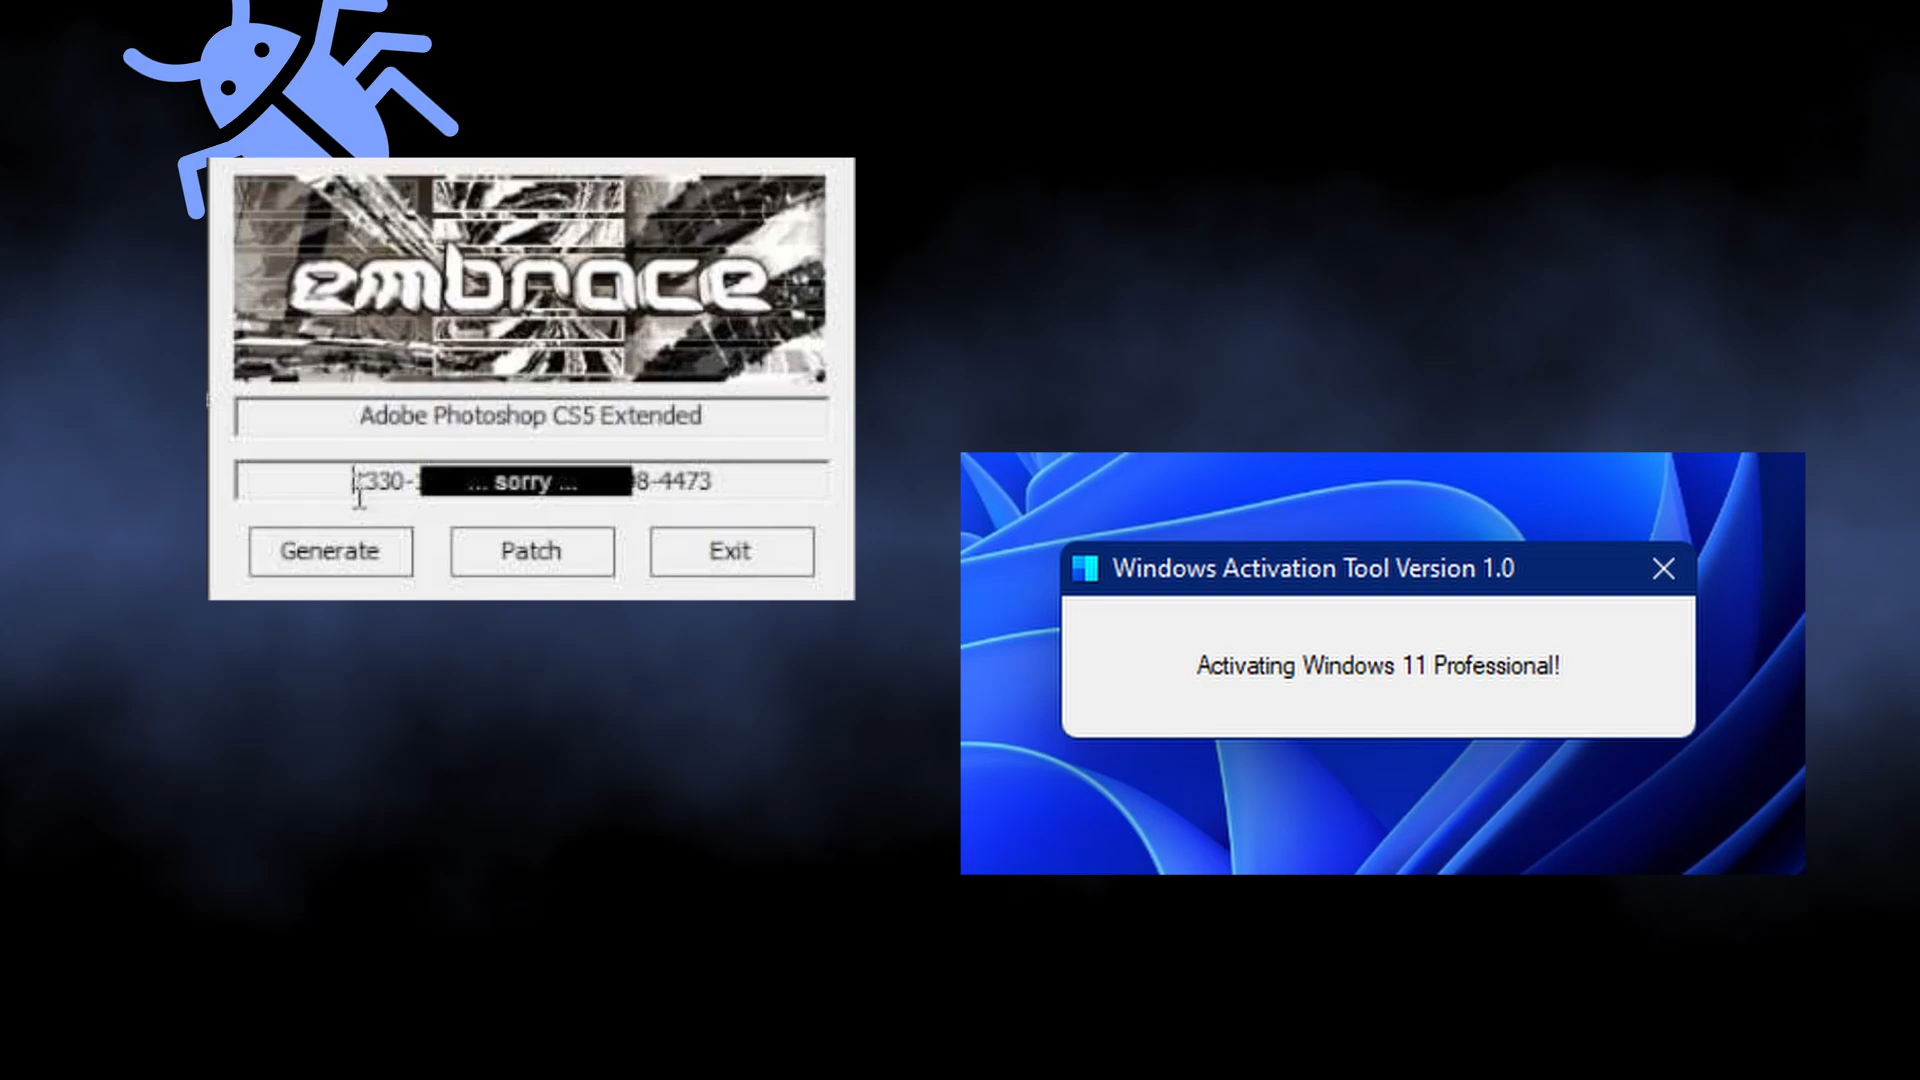 embrace
Adobe Photoshop CS5 Extended
330- ... sorry ... 8-4473
Generate Patch Exit
Windows Activation Tool Version 1.0
Activating Windows 11 Professional!